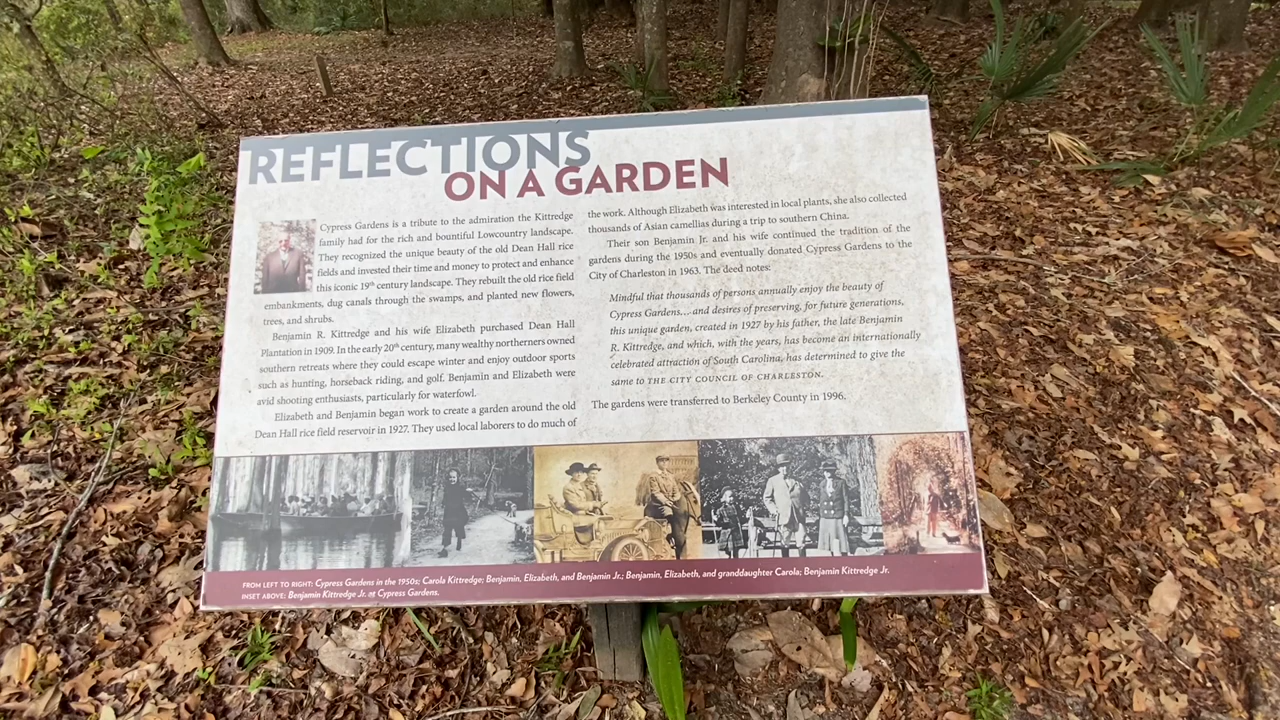 REFLECTIONS
ON A GARDEN
Cypress Gardens is a tribute to the admiration the Kittredge
family had for the rich and bountiful Lowcountry landscape.
They recognized the unique beauty of the old Dean Hall rice
fields and invested their time and money to protect and enhance
this iconic 19th century landscape. They rebuilt the old rice field
embankments, dug canals through the swamps, and planted new flowers,
trees, and shrubs.
Benjamin R. Kittredge and his wife Elizabeth purchased Dean Hall
Plantation in 1909. In the early 20th century, many wealthy northerners owned
southern retreats where they could escape winter and enjoy outdoor sports
such as hunting, horseback riding, and golf. Benjamin and Elizabeth were
avid shooting enthusiasts, particularly for waterfowl.
Elizabeth and Benjamin began work to create a garden around the old
Dean Hall rice field reservoir in 1927. They used local laborers to do much of
the work. Although Elizabeth was interested in local plants, she also collected
thousands of Asian camellias during a trip to southern China.
Their son Benjamin Jr. and his wife continued the tradition of the
gardens during the 1950s and eventually donated Cypress Gardens to the
City of Charleston in 1963. The deed notes:
Mindful that thousands of persons annually enjoy the beauty of
Cypress Gardens...and desires of preserving, for future generations,
this unique garden, created in 1927 by his father, the late Benjamin
R. Kittredge, and which, with the years, has become an internationally
celebrated attraction of South Carolina, has determined to give the
same to THE CITY COUNCIL OF CHARLESTON.
The gardens were transferred to Berkeley County in 1996.
FROM LEFT TO RIGHT: Cypress Gardens in the 1950s; Carola Kittredge; Benjamin, Elizabeth, and Benjamin Jr.; Benjamin, Elizabeth, and granddaughter Carola; Benjamin Kittredge Jr.
INSET ABOVE: Benjamin Kittredge Jr. at Cypress Gardens.